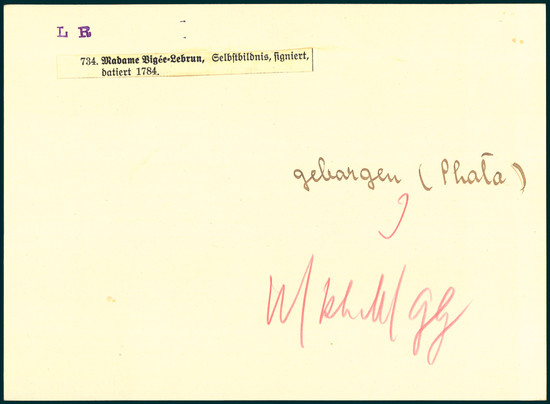 L R
734. Madame Vigée-Lebrun, Selbstbildnis, signiert,
datiert 1784.
geborgen (Photo)